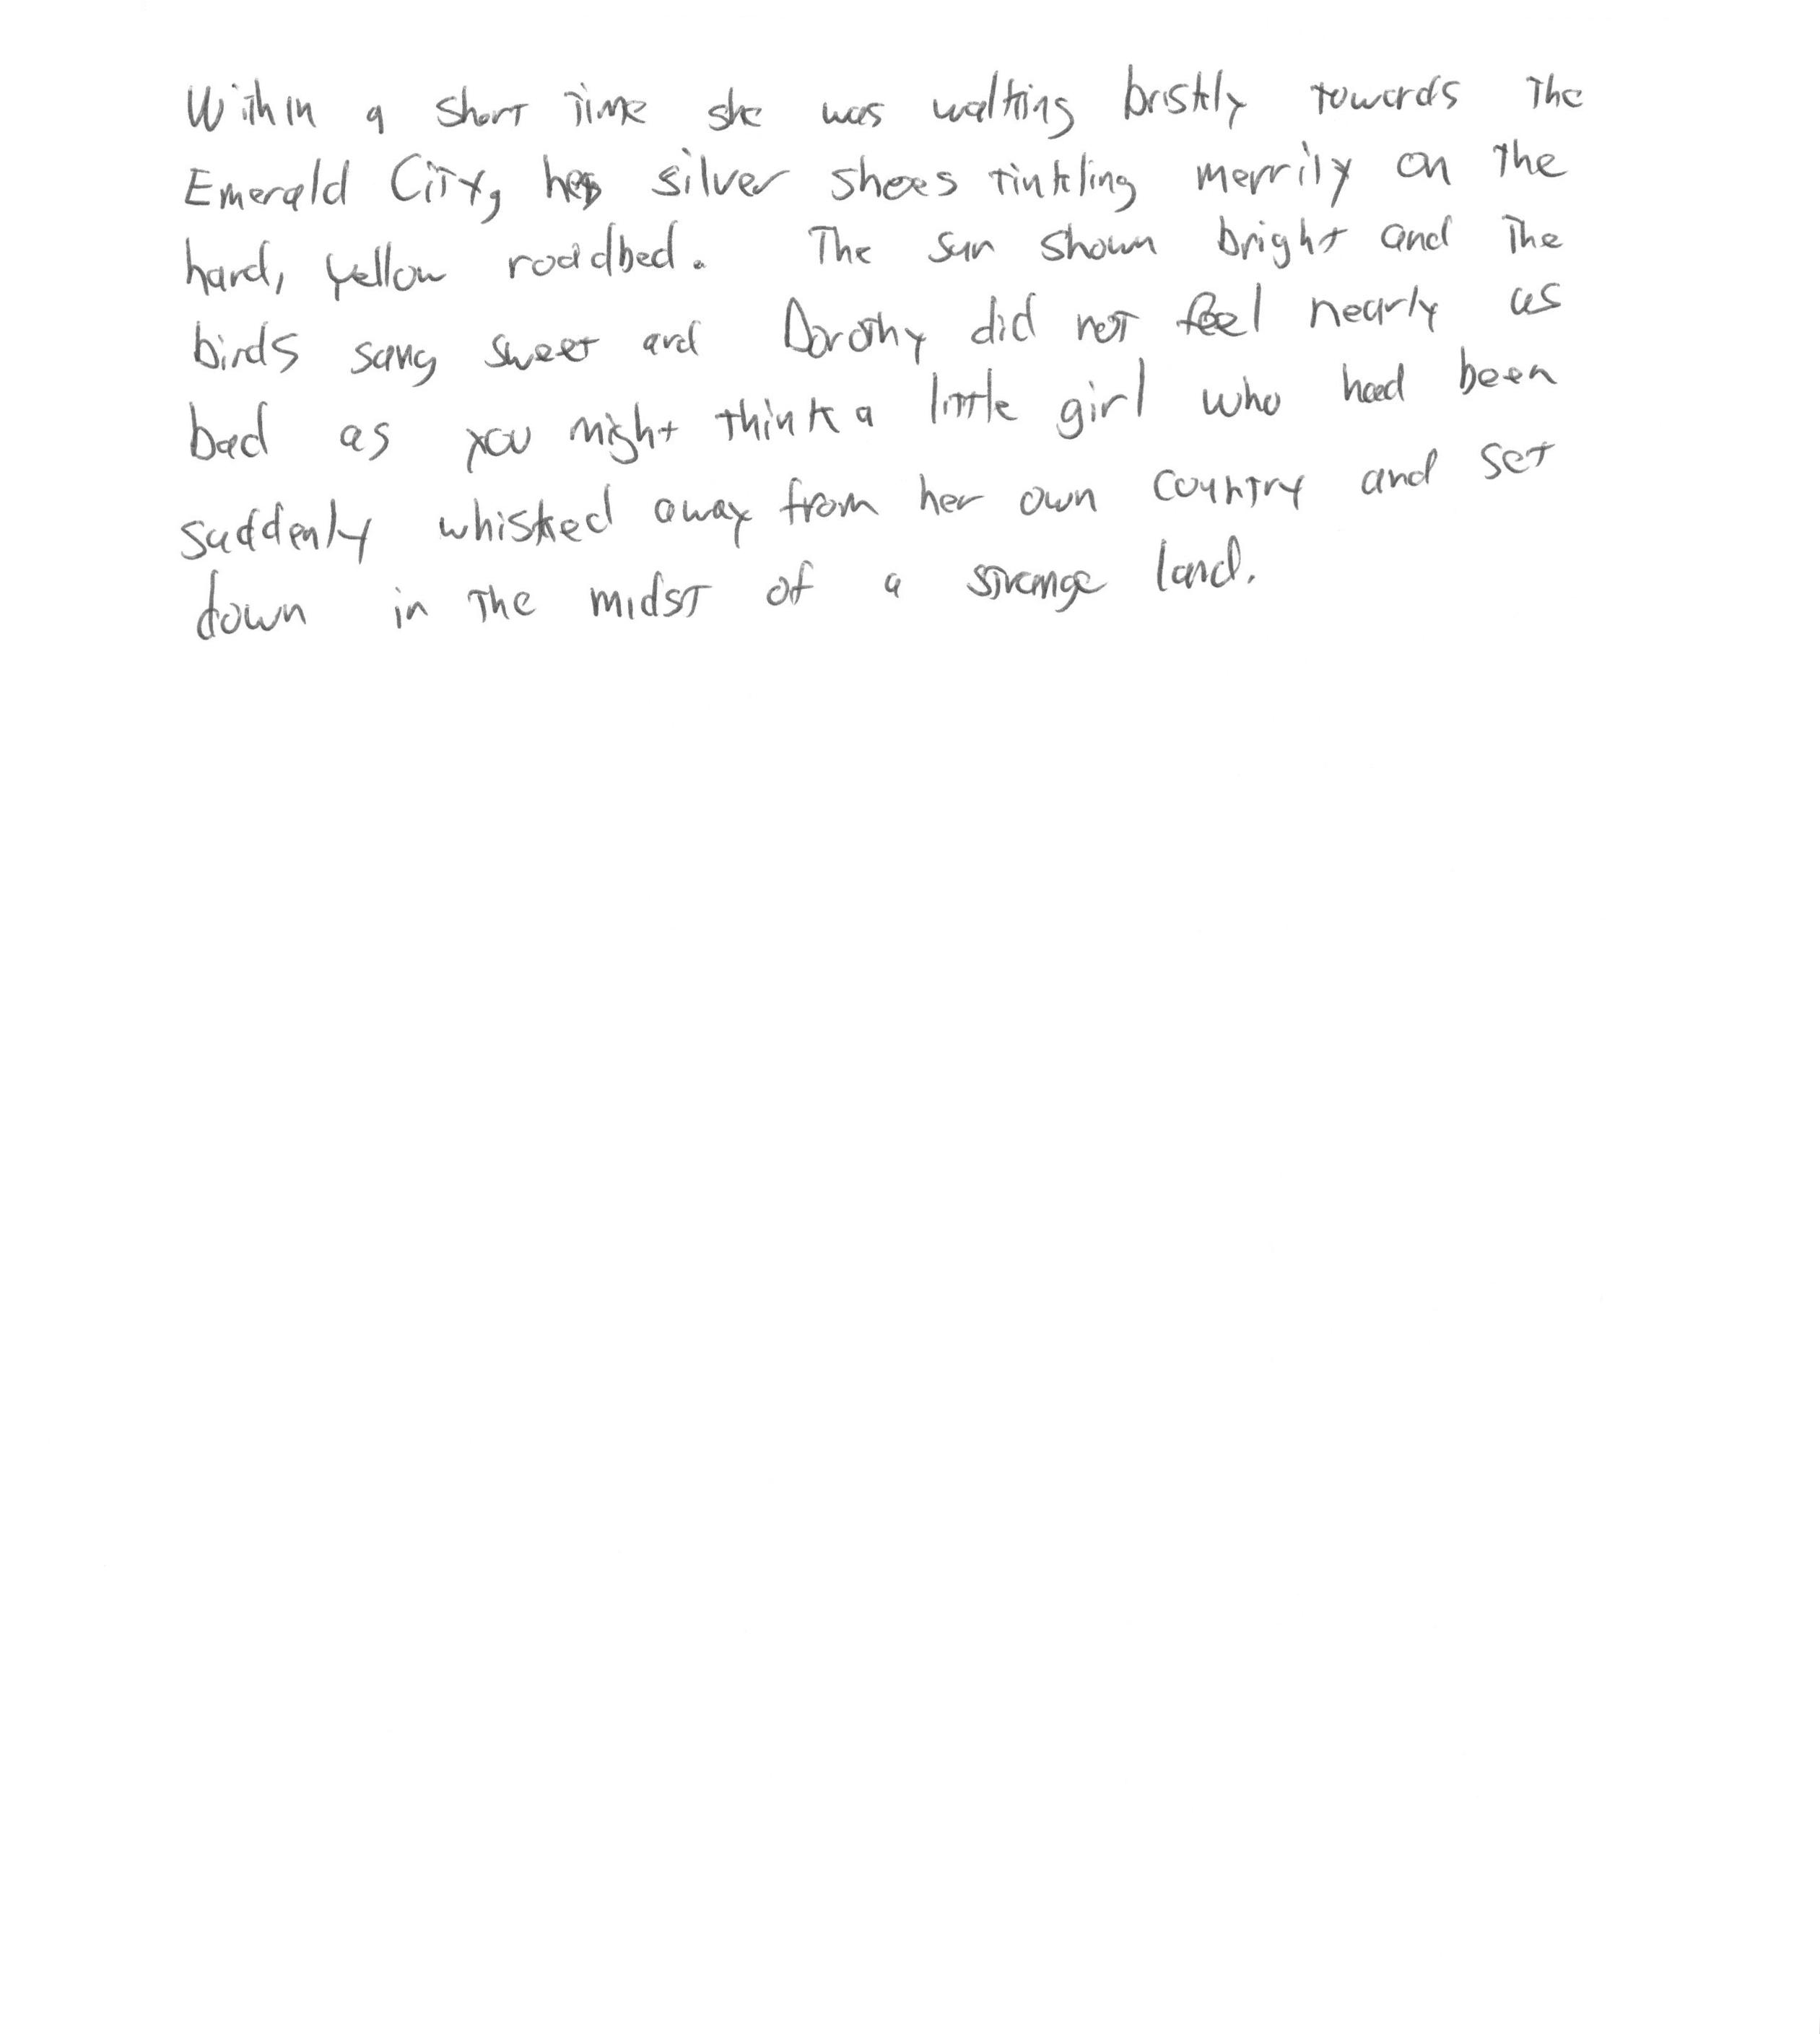 Within a short time she was walking briskly towards the
Emerald City, her silver shoes tinkling merrily on the
hard, yellow roadbed. The sun shown bright and the
birds sang sweet and Dorothy did not feel nearly as
bad as you might think a little girl who had been
suddenly whisked away from her own country and set
down in the midst of a strange land.